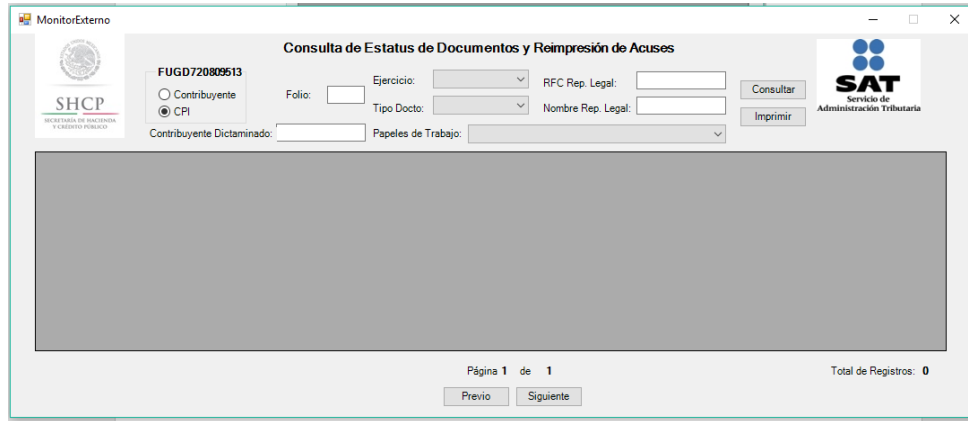 MonitorExterno
Consulta de Estatus de Documentos y Reimpresión de Acuses
SHCP
SECRETARÍA DE HACIENDA
Y CRÉDITO PÚBLICO
FUGD720809513
Contribuyente
CPI
Folio:
Ejercicio:
Tipo Docto:
RFC Rep. Legal:
Nombre Rep. Legal:
Consultar
Imprimir
SAT
Servicio de
Administración Tributaria
Contribuyente Dictaminado:
Papeles de Trabajo:
Página 1 de 1
Total de Registros: 0
Previo
Siguiente